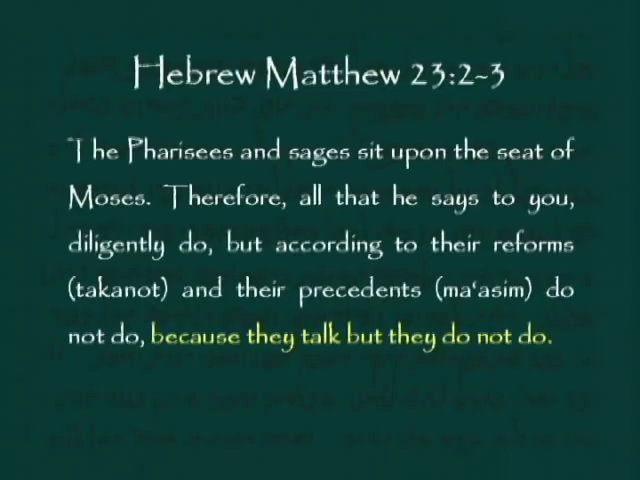 Hebrew Matthew 23:2-3
The Pharisees and sages sit upon the seat of
Moses. Therefore, all that he says to you,
diligently do, but according to their reforms
(takanot) and their precedents (ma‘asim) do
not do, because they talk but they do not do.